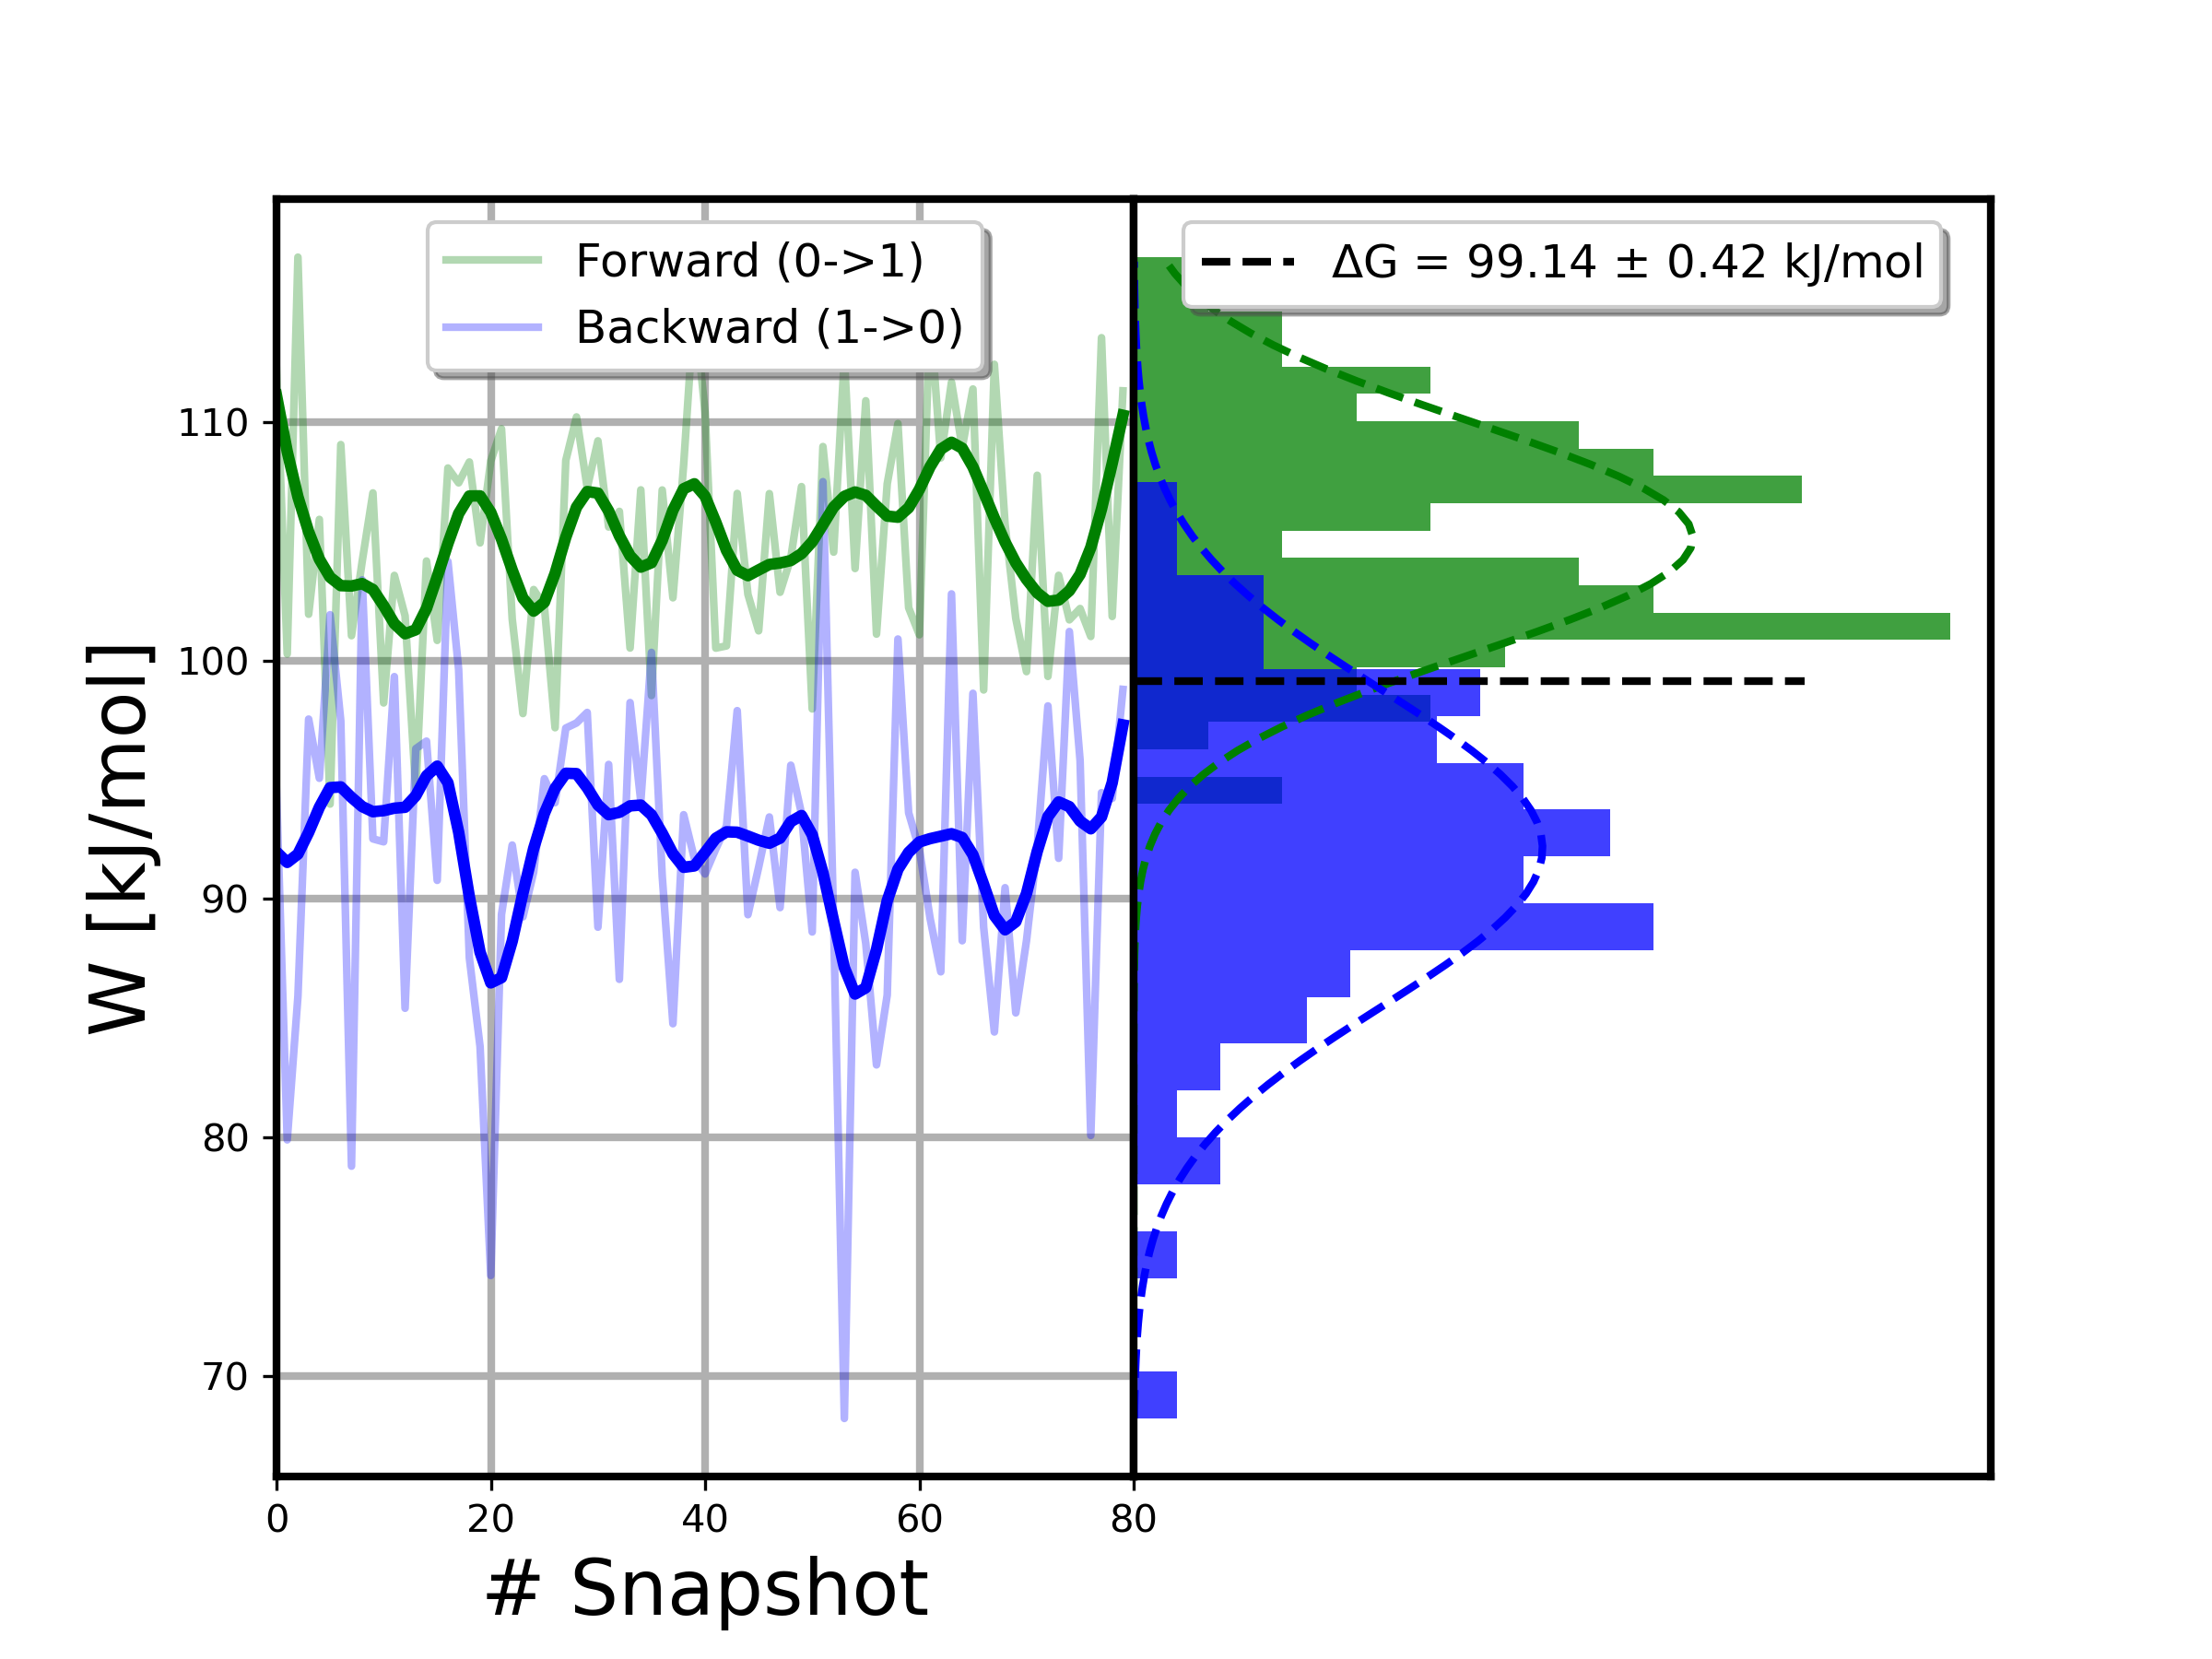 Forward (0->1)
Backward (1->0)
ΔG = 99.14 ± 0.42 kJ/mol
W [kJ/mol]
110
100
90
80
70
0 20 40 60 80
# Snapshot